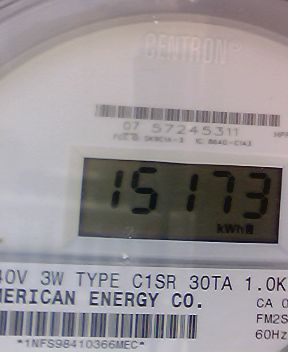 CENTRON®
07 57245311
15173
kWh
40V 3W TYPE C1SR 30TA 1.0K
MERICAN ENERGY CO.
CA 0
FM2S
60Hz
*1NFS98410366MEC*